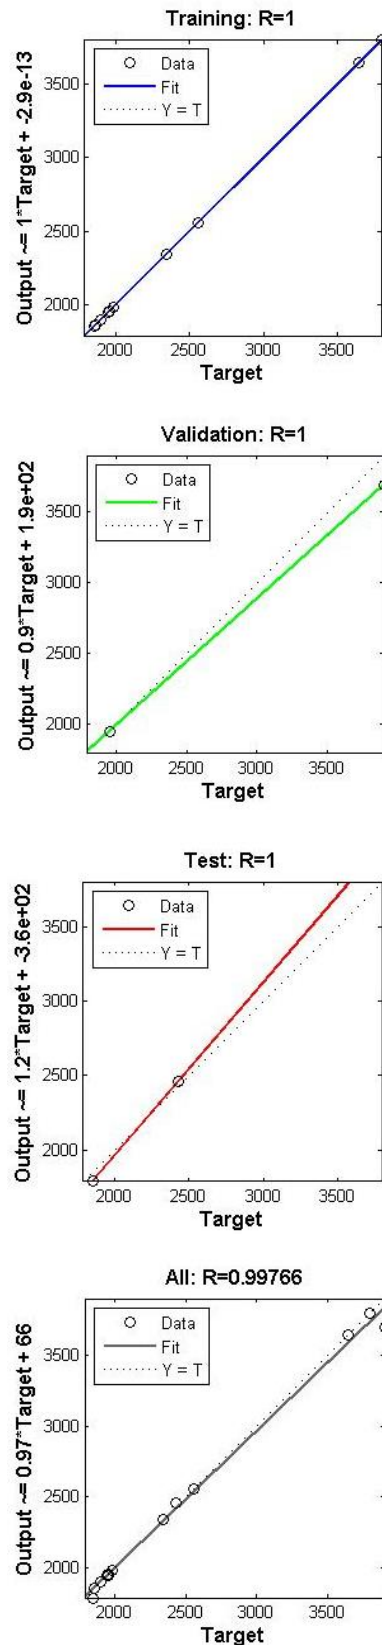 Training: R=1
Data
Fit
Y = T
3500
3000
2500
2000
2000 2500 3000 3500
Target
Output ~= 1*Target + -2.9e-13
Validation: R=1
Data
Fit
Y = T
3500
3000
2500
2000
2000 2500 3000 3500
Target
Output ~= 0.9*Target + 1.9e+02
Test: R=1
Data
Fit
Y = T
3500
3000
2500
2000
2000 2500 3000 3500
Target
Output ~= 1.2*Target + -3.6e+02
All: R=0.99766
Data
Fit
Y = T
3500
3000
2500
2000
2000 2500 3000 3500
Target
Output ~= 0.97*Target + 66